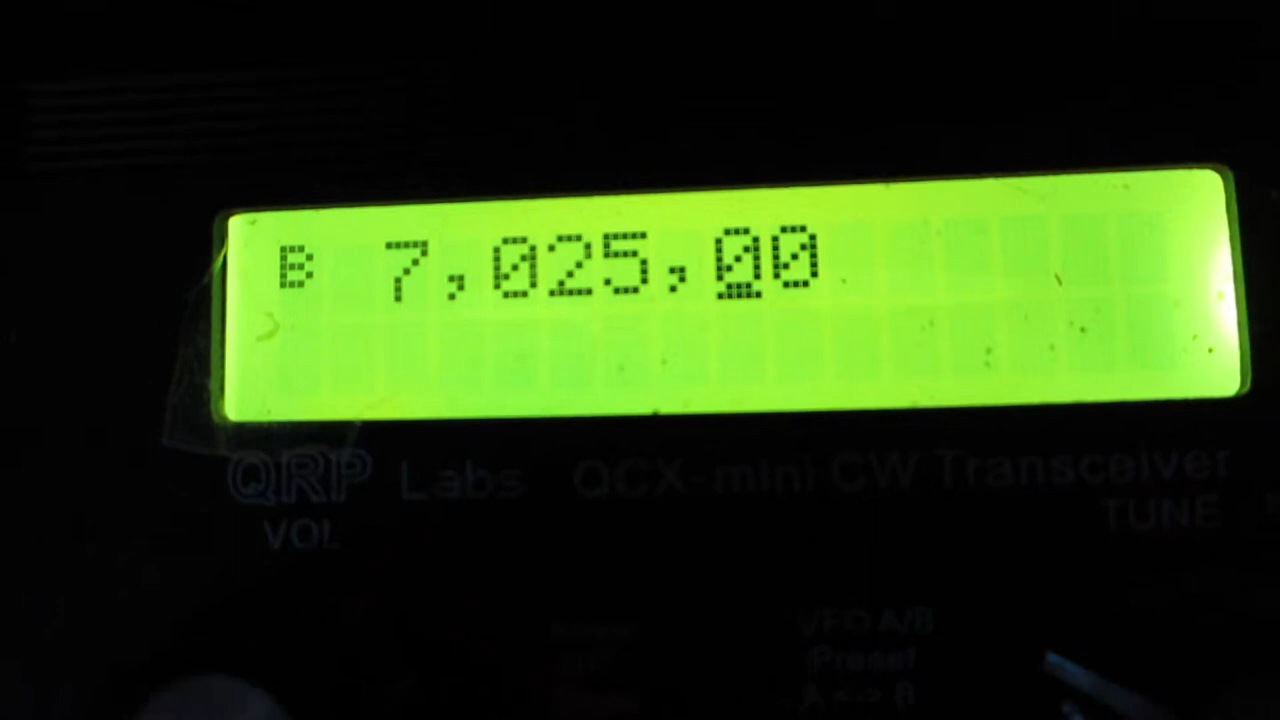 B 7,025,00
QRP Labs QCX-mini CW Transceiver
VOL TUNE
VFO A/B
Preset